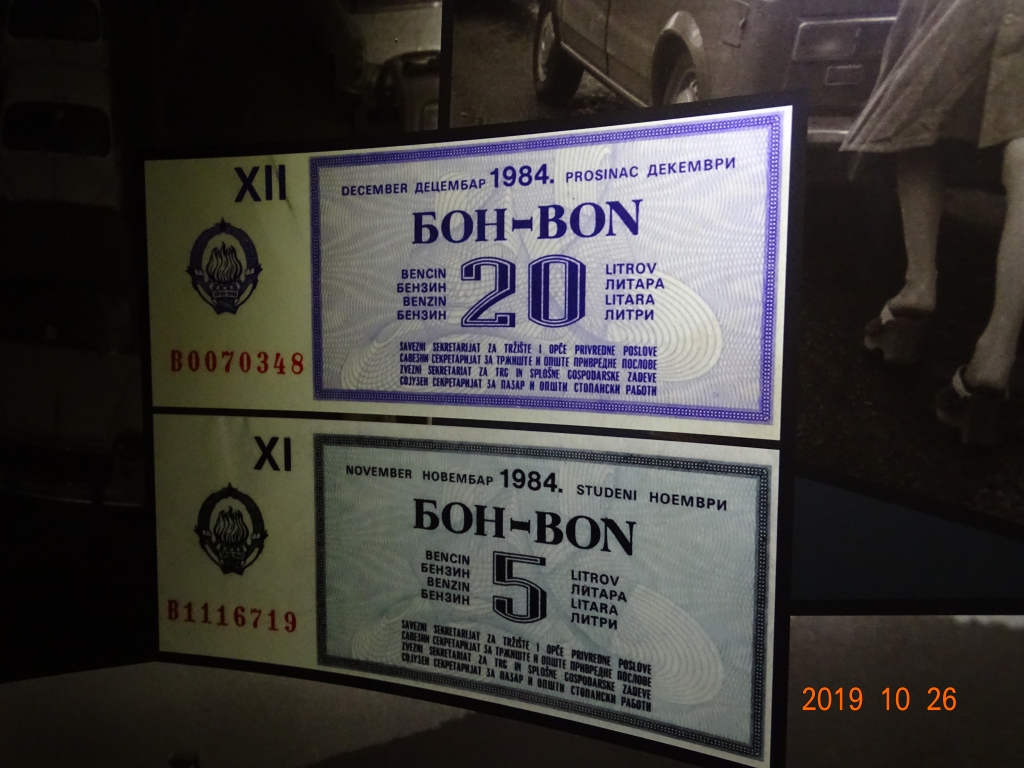 XII
DECEMBER ДЕЦЕМБАР 1984. PROSINAC ДЕКЕМВРИ
БОН-BON
BENCIN
БЕНЗИН
BENZIN
БЕНЗИН
20
LITROV
ЛИТАРА
LITARA
ЛИТРИ
B0070348
SAVEZNI SEKRETARIJAT ZA TRŽIŠTE I OPĆE PRIVREDNE POSLOVE
САВЕЗНИ СЕКРЕТАРИЈАТ ЗА ТРЖИШТЕ И ОПШТЕ ПРИВРЕДНЕ ПОСЛОВЕ
ZVEZNI SEKRETARIAT ZA TRG IN SPLOŠNE GOSPODARSKE ZADEVE
СОЈУЗЕН СЕКРЕТАРИЈАТ ЗА ПАЗАР И ОПШТИ СТОПАНСКИ РАБОТИ
XI
NOVEMBER НОВЕМБАР 1984. STUDENI НОЕМВРИ
БОН-BON
BENCIN
БЕНЗИН
BENZIN
БЕНЗИН
5
LITROV
ЛИТАРА
LITARA
ЛИТРИ
B1116719
SAVEZNI SEKRETARIJAT ZA TRŽIŠTE I OPĆE PRIVREDNE POSLOVE
САВЕЗНИ СЕКРЕТАРИЈАТ ЗА ТРЖИШТЕ И ОПШТЕ ПРИВРЕДНЕ ПОСЛОВЕ
ZVEZNI SEKRETARIAT ZA TRG IN SPLOŠNE GOSPODARSKE ZADEVE
СОЈУЗЕН СЕКРЕТАРИЈАТ ЗА ПАЗАР И ОПШТИ СТОПАНСКИ РАБОТИ
2019 10 26